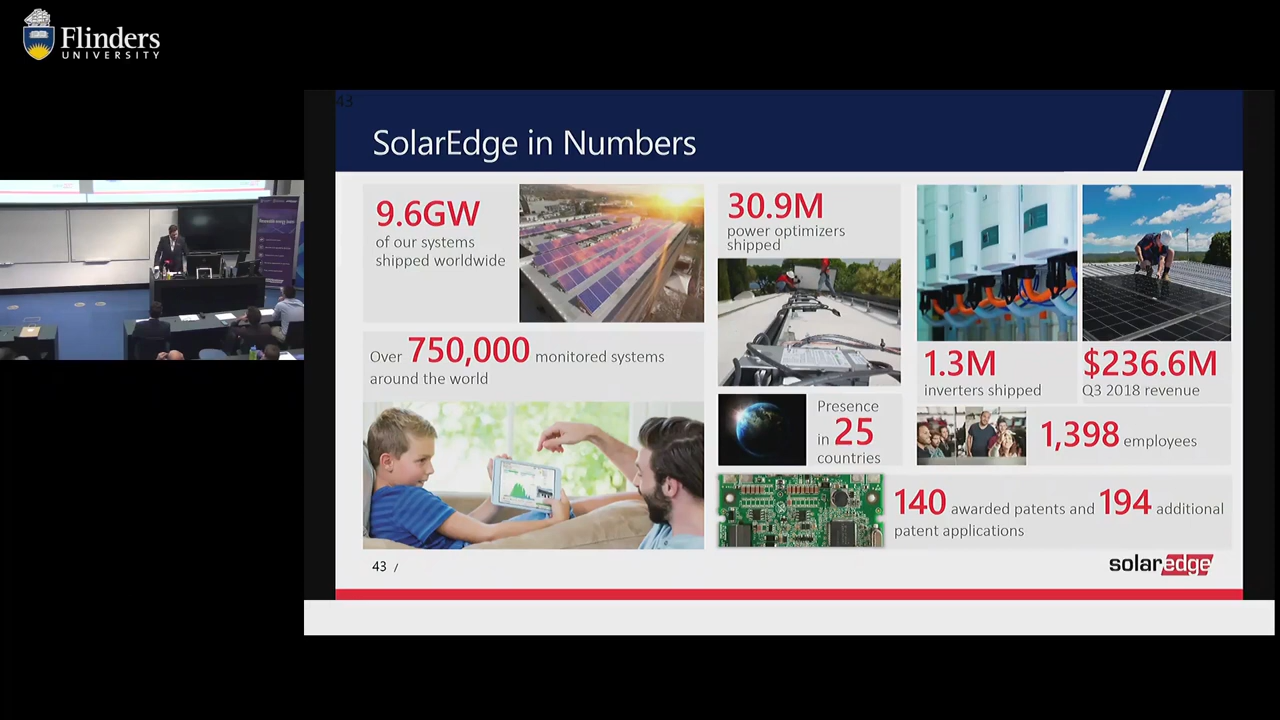 Flinders
UNIVERSITY
43
SolarEdge in Numbers
9.6GW
of our systems
shipped worldwide
Over 750,000 monitored systems
around the world
30.9M
power optimizers
shipped
Presence
in 25
countries
1.3M
inverters shipped
$236.6M
Q3 2018 revenue
1,398 employees
140 awarded patents and 194 additional
patent applications
43 /
solaredge